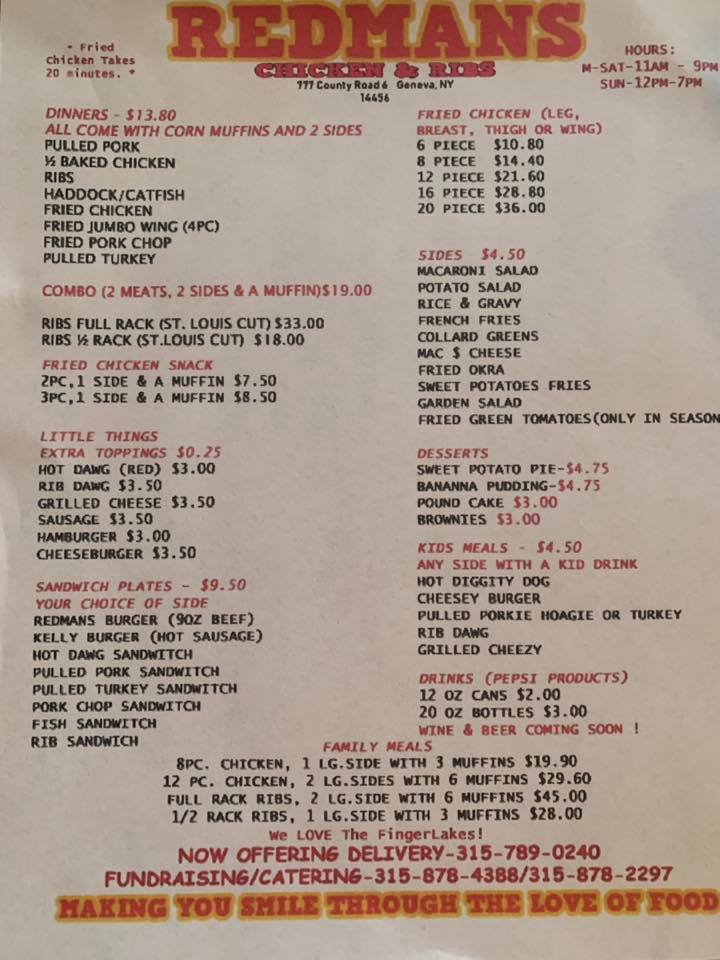 REDMANS
CHICKEN & RIBS
777 County Road 6 Geneva, NY
14456
* Fried
Chicken Takes
20 minutes. *
HOURS:
M-SAT-11AM - 9PM
SUN-12PM-7PM
DINNERS - $13.80
ALL COME WITH CORN MUFFINS AND 2 SIDES
PULLED PORK
½ BAKED CHICKEN
RIBS
HADDOCK/CATFISH
FRIED CHICKEN
FRIED JUMBO WING (4PC)
FRIED PORK CHOP
PULLED TURKEY
COMBO (2 MEATS, 2 SIDES & A MUFFIN)$19.00
RIBS FULL RACK (ST. LOUIS CUT) $33.00
RIBS ½ RACK (ST.LOUIS CUT) $18.00
FRIED CHICKEN SNACK
2PC,1 SIDE & A MUFFIN $7.50
3PC,1 SIDE & A MUFFIN $8.50
LITTLE THINGS
EXTRA TOPPINGS $0.25
HOT DAWG (RED) $3.00
RIB DAWG $3.50
GRILLED CHEESE $3.50
SAUSAGE $3.50
HAMBURGER $3.00
CHEESEBURGER $3.50
SANDWICH PLATES - $9.50
YOUR CHOICE OF SIDE
REDMANS BURGER (9OZ BEEF)
KELLY BURGER (HOT SAUSAGE)
HOT DAWG SANDWITCH
PULLED PORK SANDWITCH
PULLED TURKEY SANDWITCH
PORK CHOP SANDWITCH
FISH SANDWITCH
RIB SANDWICH
FRIED CHICKEN (LEG,
BREAST, THIGH OR WING)
6 PIECE $10.80
8 PIECE $14.40
12 PIECE $21.60
16 PIECE $28.80
20 PIECE $36.00
SIDES $4.50
MACARONI SALAD
POTATO SALAD
RICE & GRAVY
FRENCH FRIES
COLLARD GREENS
MAC $ CHEESE
FRIED OKRA
SWEET POTATOES FRIES
GARDEN SALAD
FRIED GREEN TOMATOES(ONLY IN SEASON
DESSERTS
SWEET POTATO PIE-$4.75
BANANNA PUDDING-$4.75
POUND CAKE $3.00
BROWNIES $3.00
KIDS MEALS - $4.50
ANY SIDE WITH A KID DRINK
HOT DIGGITY DOG
CHEESEY BURGER
PULLED PORKIE HOAGIE OR TURKEY
RIB DAWG
GRILLED CHEEZY
DRINKS (PEPSI PRODUCTS)
12 OZ CANS $2.00
20 OZ BOTTLES $3.00
WINE & BEER COMING SOON !
FAMILY MEALS
8PC. CHICKEN, 1 LG.SIDE WITH 3 MUFFINS $19.90
12 PC. CHICKEN, 2 LG.SIDES WITH 6 MUFFINS $29.60
FULL RACK RIBS, 2 LG.SIDE WITH 6 MUFFINS $45.00
1/2 RACK RIBS, 1 LG.SIDE WITH 3 MUFFINS $28.00
We LOVE The FingerLakes!
NOW OFFERING DELIVERY-315-789-0240
FUNDRAISING/CATERING-315-878-4388/315-878-2297
MAKING YOU SMILE THROUGH THE LOVE OF FOOD